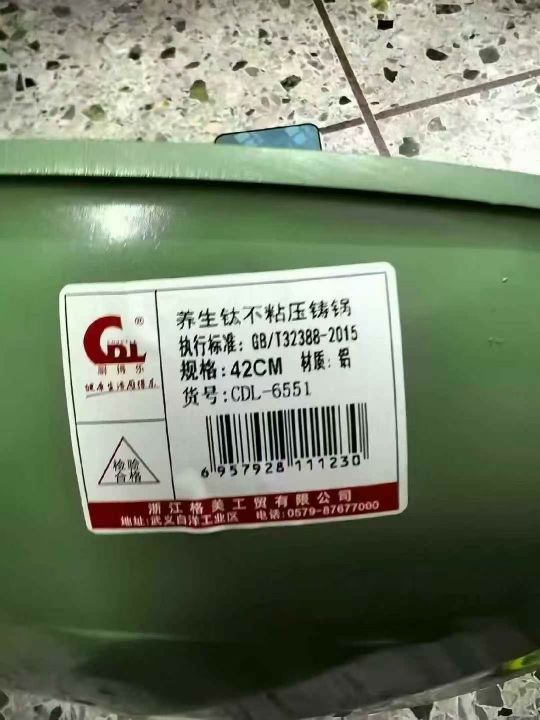 CDL®
厨得乐
健康生活厨得乐
检验
合格
养生钛不粘压铸锅
执行标准：GB/T32388-2015
规格：42CM 材质：铝
货号：CDL-6551
6 957928 111230
浙江格美工贸有限公司
地址：武义白洋工业区 电话：0579-87677000